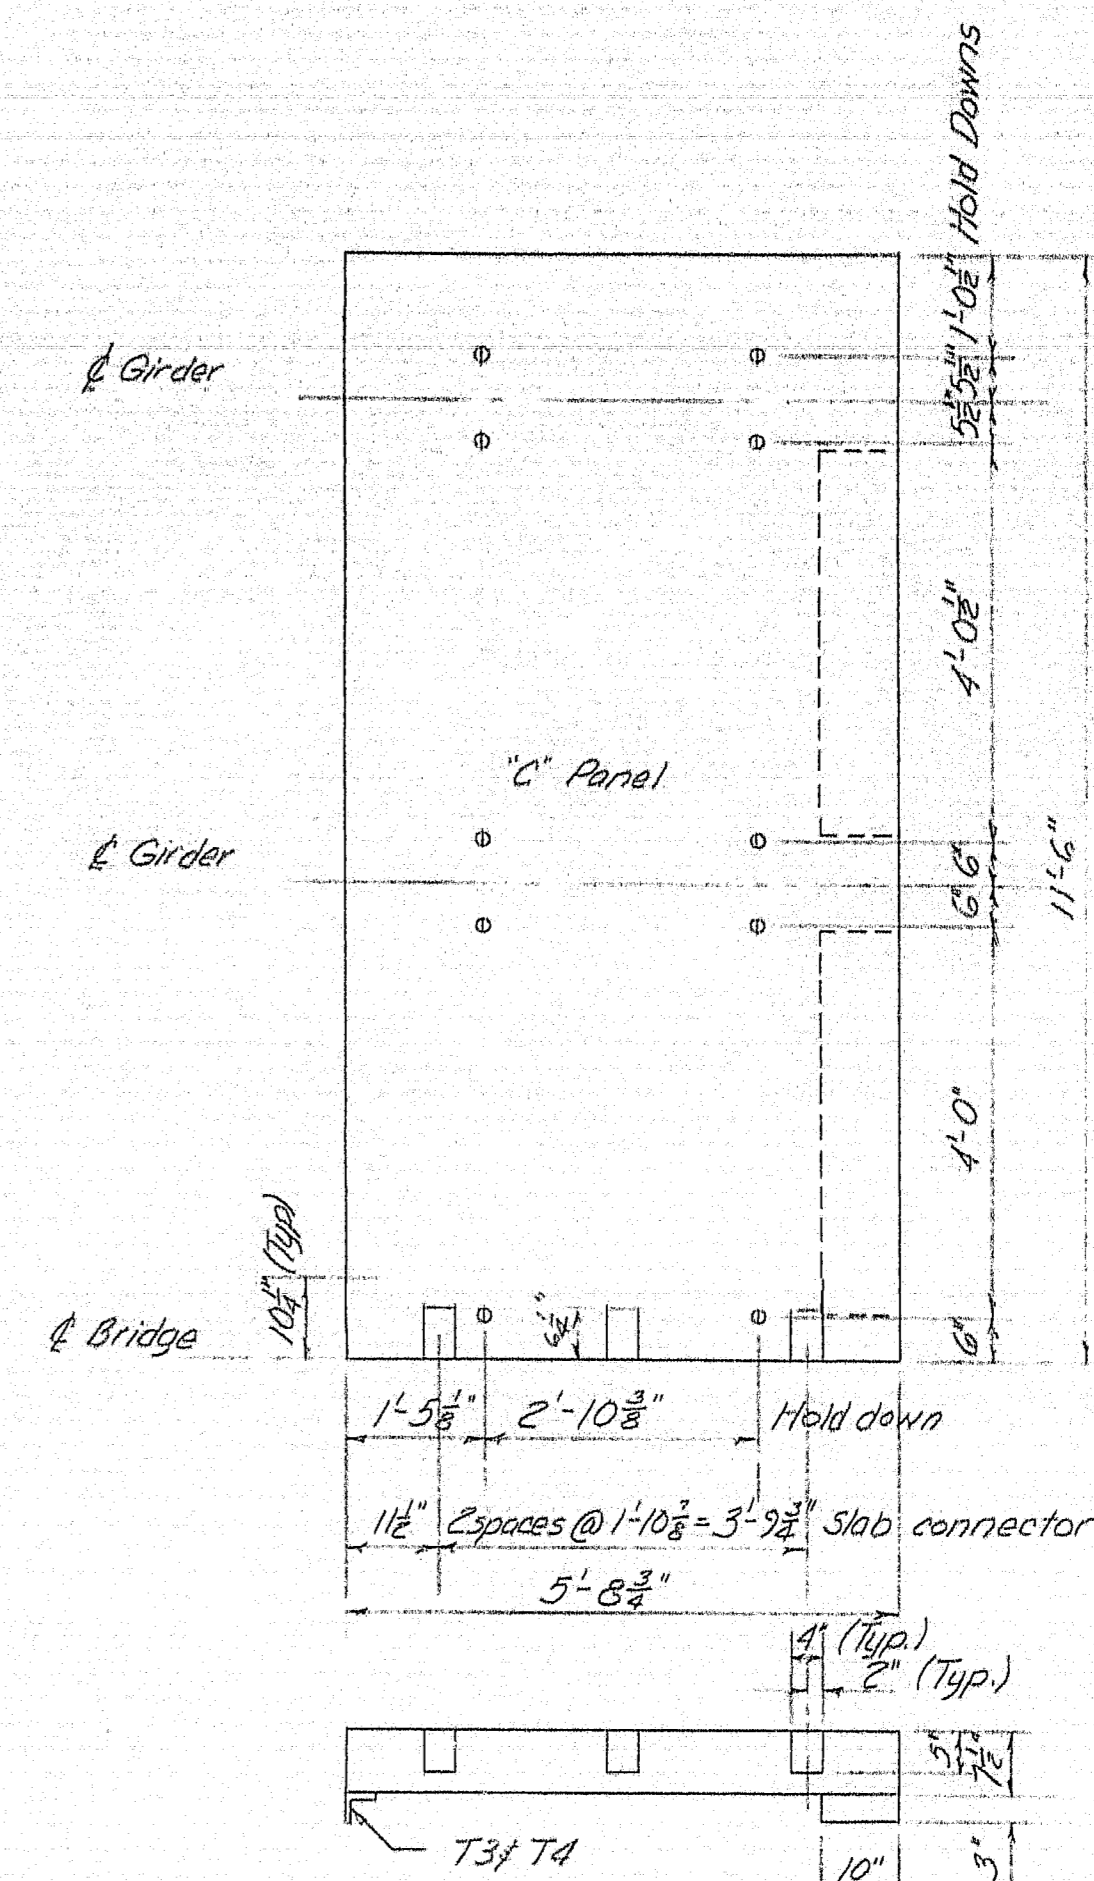 Hold Downs
1'-0½"
5½"
5½"
℄ Girder
4'-0½"
"C" Panel
℄ Girder
6"
6"
11'-6"
4'-0"
10¼" (Typ)
6¼"
6"
℄ Bridge
1'-5⅛" 2'-10⅜" Hold down
11½" 2 spaces @ 1'-10⅞" = 3'-9¾" Slab connector
5'-8¾"
4" (Typ.)
2" (Typ.)
5"
7½"
T3 & T4
10"
3"